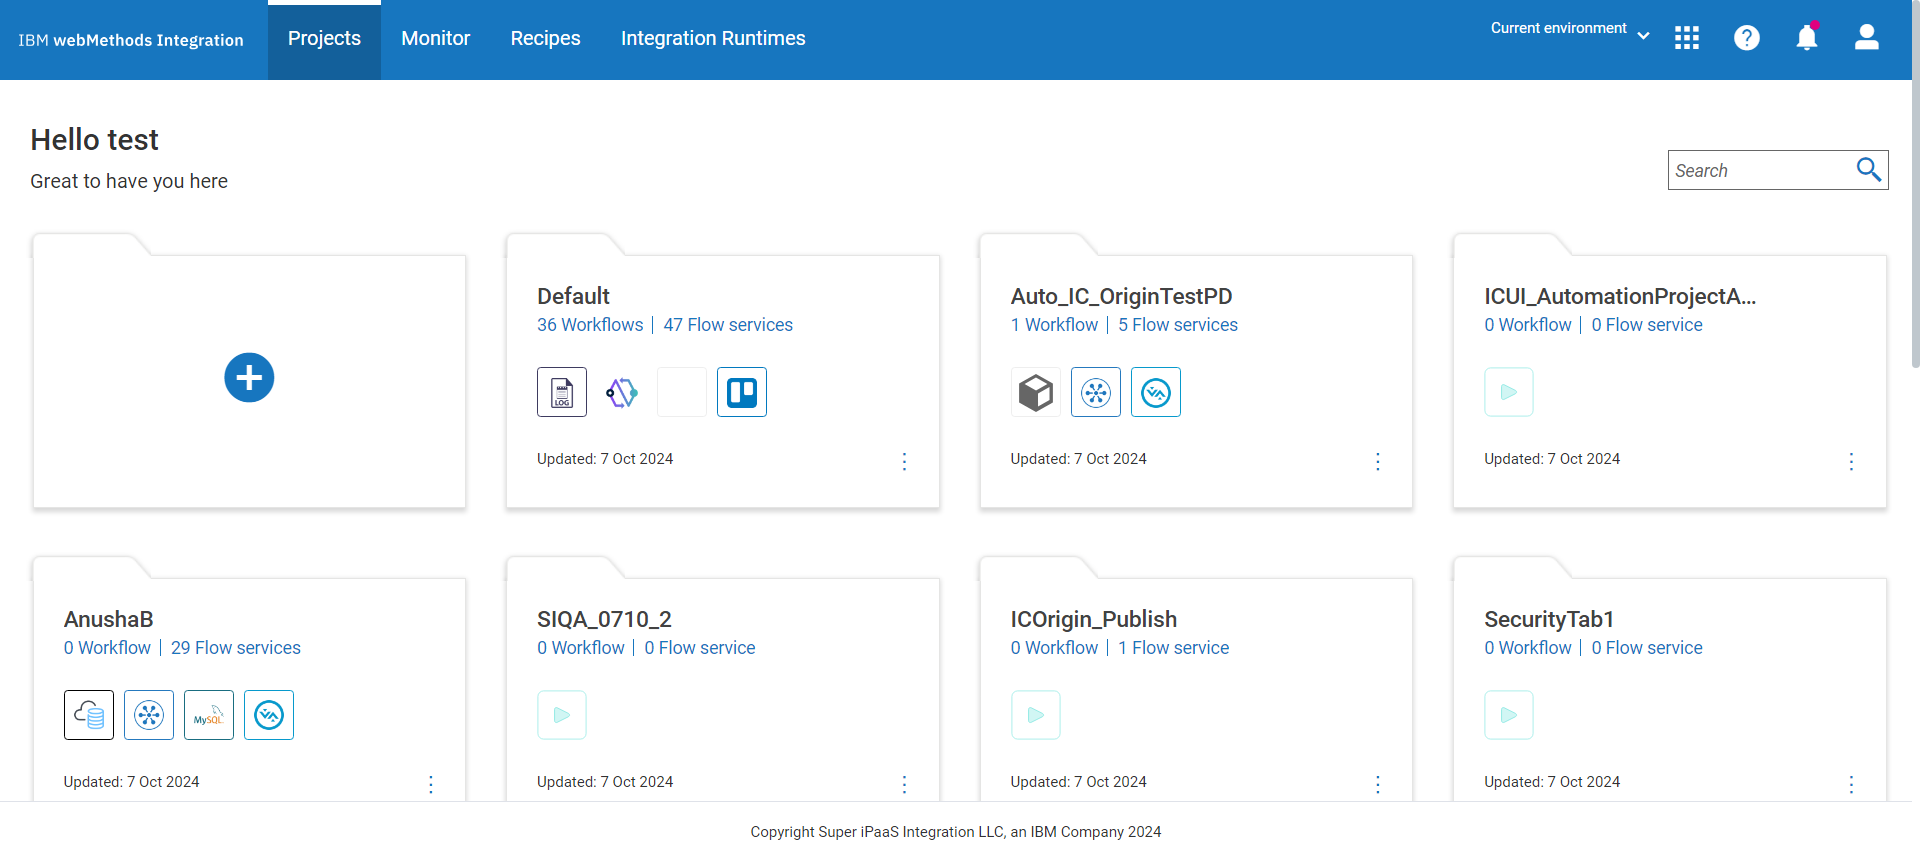 IBM webMethods Integration
Projects
Monitor
Recipes
Integration Runtimes
Current environment
Hello test
Great to have you here
Search
Default
36 Workflows | 47 Flow services
LOG
Updated: 7 Oct 2024
Auto_IC_OriginTestPD
1 Workflow | 5 Flow services
Updated: 7 Oct 2024
ICUI_AutomationProjectA...
0 Workflow | 0 Flow service
Updated: 7 Oct 2024
AnushaB
0 Workflow | 29 Flow services
MySQL
Updated: 7 Oct 2024
SIQA_0710_2
0 Workflow | 0 Flow service
Updated: 7 Oct 2024
ICOrigin_Publish
0 Workflow | 1 Flow service
Updated: 7 Oct 2024
SecurityTab1
0 Workflow | 0 Flow service
Updated: 7 Oct 2024
Copyright Super iPaaS Integration LLC, an IBM Company 2024